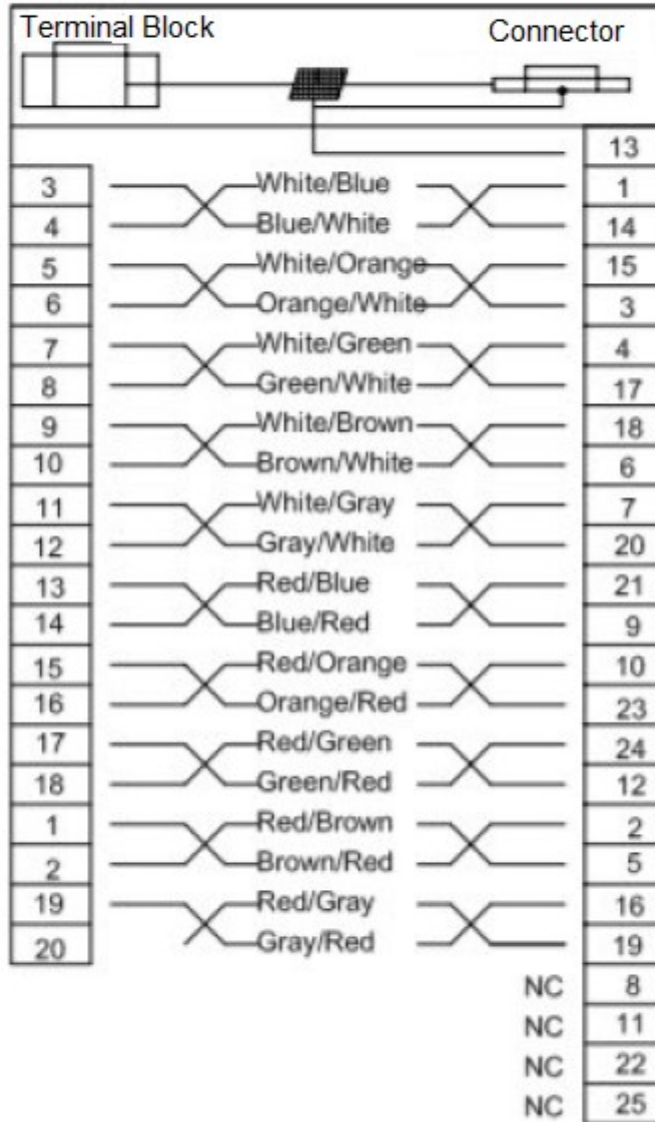 Terminal Block Connector
13
3 White/Blue 1
4 Blue/White 14
5 White/Orange 15
6 Orange/White 3
7 White/Green 4
8 Green/White 17
9 White/Brown 18
10 Brown/White 6
11 White/Gray 7
12 Gray/White 20
13 Red/Blue 21
14 Blue/Red 9
15 Red/Orange 10
16 Orange/Red 23
17 Red/Green 24
18 Green/Red 12
1 Red/Brown 2
2 Brown/Red 5
19 Red/Gray 16
20 Gray/Red 19
NC 8
NC 11
NC 22
NC 25